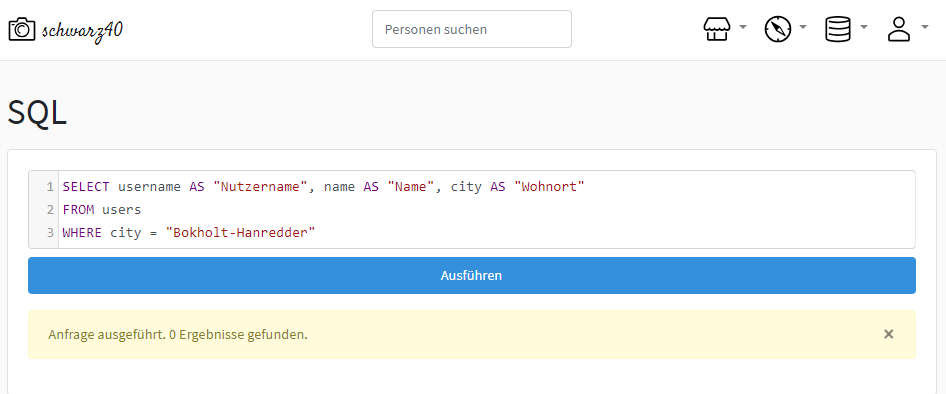 schwarz40
Personen suchen
SQL
1 SELECT username AS "Nutzername", name AS "Name", city AS "Wohnort"
2 FROM users
3 WHERE city = "Bokholt-Hanredder"
Ausführen
Anfrage ausgeführt. 0 Ergebnisse gefunden. ×